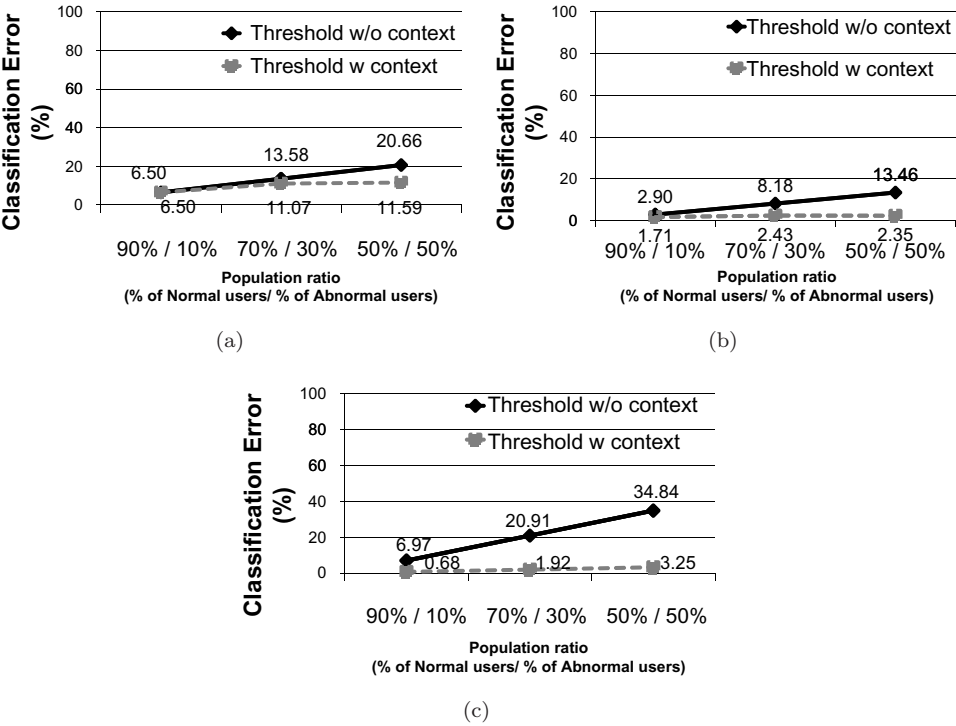 Classification Error
(%)
100
80
60
40
20
0
Threshold w/o context
Threshold w context
6.50
13.58
20.66
6.50
11.07
11.59
90% / 10%
70% / 30%
50% / 50%
Population ratio
(% of Normal users/ % of Abnormal users)
(a)
Classification Error
(%)
100
80
60
40
20
0
Threshold w/o context
Threshold w context
2.90
8.18
13.46
1.71
2.43
2.35
90% / 10%
70% / 30%
50% / 50%
Population ratio
(% of Normal users/ % of Abnormal users)
(b)
Classification Error
(%)
100
80
60
40
20
0
Threshold w/o context
Threshold w context
6.97
20.91
34.84
0.68
1.92
3.25
90% / 10%
70% / 30%
50% / 50%
Population ratio
(% of Normal users/ % of Abnormal users)
(c)